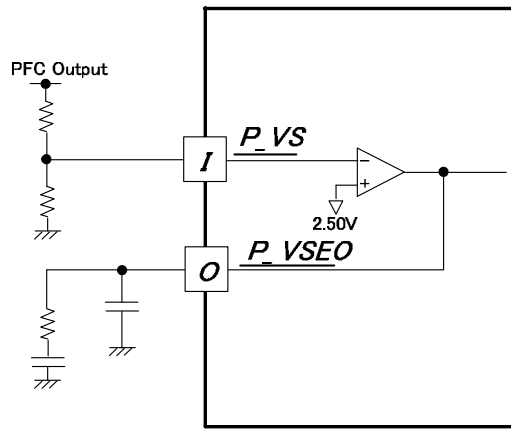 PFC Output
I
P_VS
−
+
2.50V
O
P_VSEO